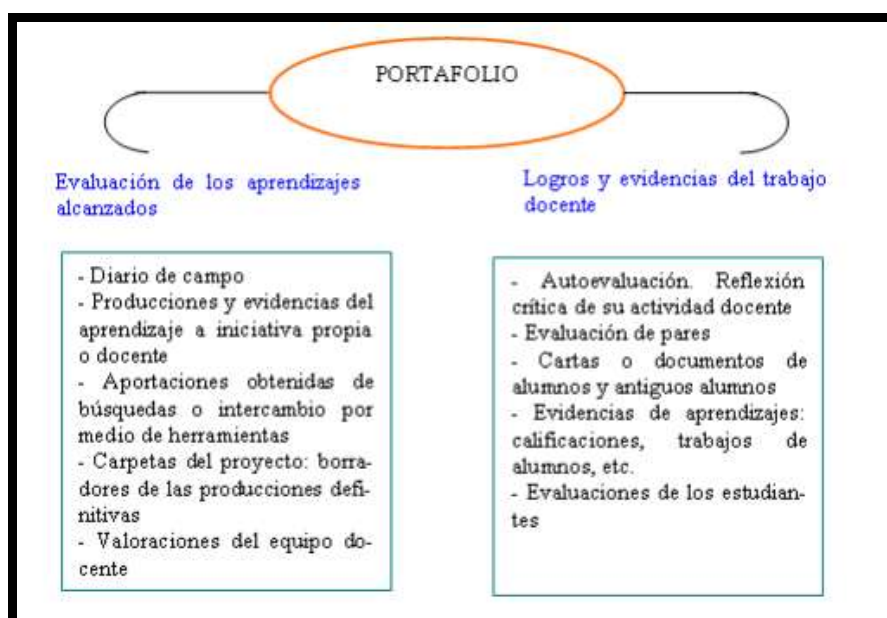 PORTAFOLIO
Evaluación de los aprendizajes
alcanzados
- Diario de campo
- Producciones y evidencias del
aprendizaje a iniciativa propia
o docente
- Aportaciones obtenidas de
búsquedas o intercambio por
medio de herramientas
- Carpetas del proyecto: borra-
dores de las producciones defi-
nitivas
- Valoraciones del equipo do-
cente
Logros y evidencias del trabajo
docente
- Autoevaluación. Reflexión
crítica de su actividad docente
- Evaluación de pares
- Cartas o documentos de
alumnos y antiguos alumnos
- Evidencias de aprendizajes:
calificaciones, trabajos de
alumnos, etc.
- Evaluaciones de los estudian-
tes